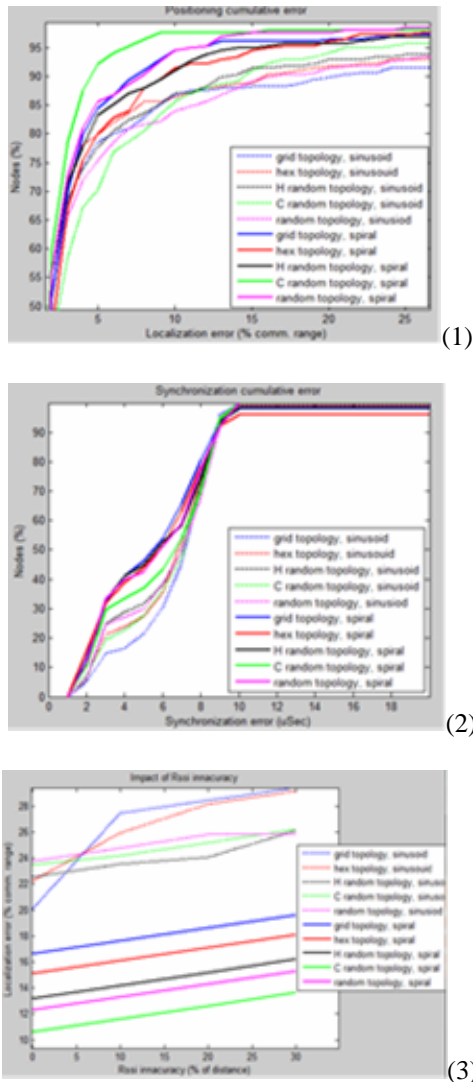 Positioning cumulative error
95
90
85
80
75
70
65
60
55
50
Nodes (%)
grid topology, sinusoid
hex topology, sinusouid
H random topology, sinusoid
C random topology, sinusoid
random topology, sinusiod
grid topology, spiral
hex topology, spiral
H random topology, spiral
C random topology, spiral
random topology, spiral
5 10 15 20 25
Localization error (% comm. range)
(1)
Synchronization cumulative error
90
80
70
60
50
40
30
20
10
0
Nodes (%)
grid topology, sinusoid
hex topology, sinusouid
H random topology, sinusoid
C random topology, sinusoid
random topology, sinusiod
grid topology, spiral
hex topology, spiral
H random topology, spiral
C random topology, spiral
random topology, spiral
0 2 4 6 8 10 12 14 16 18
Synchronization error (uSec)
(2)
Impact of Rssi innacuracy
28
26
24
22
20
18
16
14
12
10
Localization error (% comm. range)
grid topology, sinusoid
hex topology, sinusouid
H random topology, sinusoi
C random topology, sinusoi
random topology, sinusiod
grid topology, spiral
hex topology, spiral
H random topology, spiral
C random topology, spiral
random topology, spiral
0 5 10 15 20 25 30
Rssi innacuracy (% of distance)
(3)